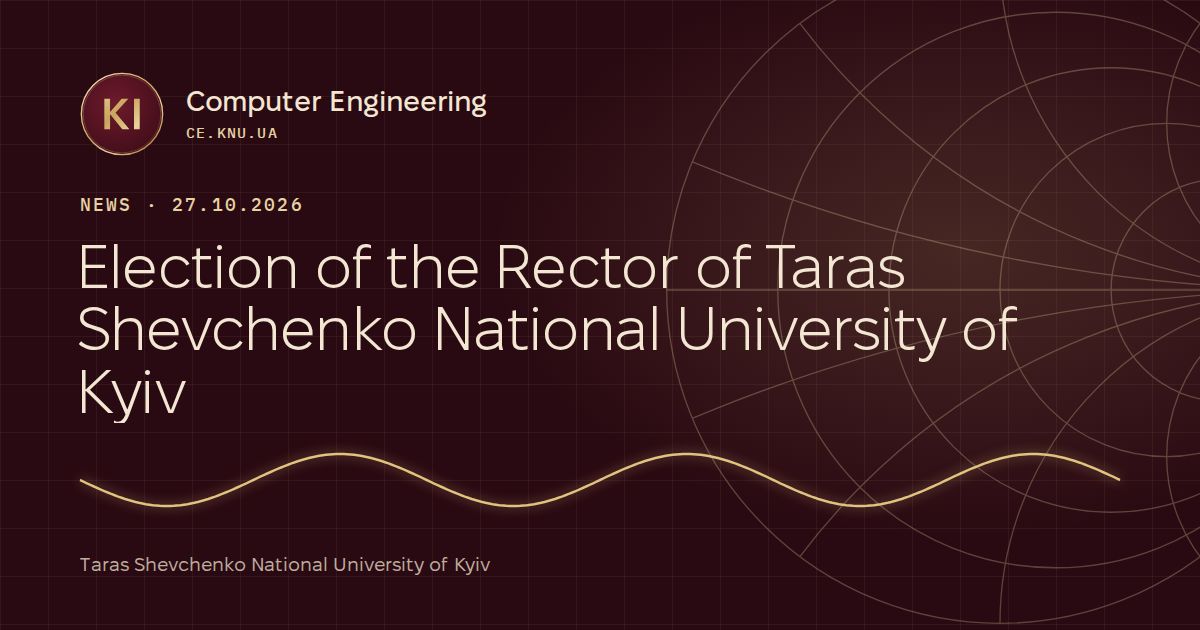 KI
Computer Engineering
CE.KNU.UA
NEWS · 27.10.2026
Election of the Rector of Taras
Shevchenko National University of
Kyiv
Taras Shevchenko National University of Kyiv